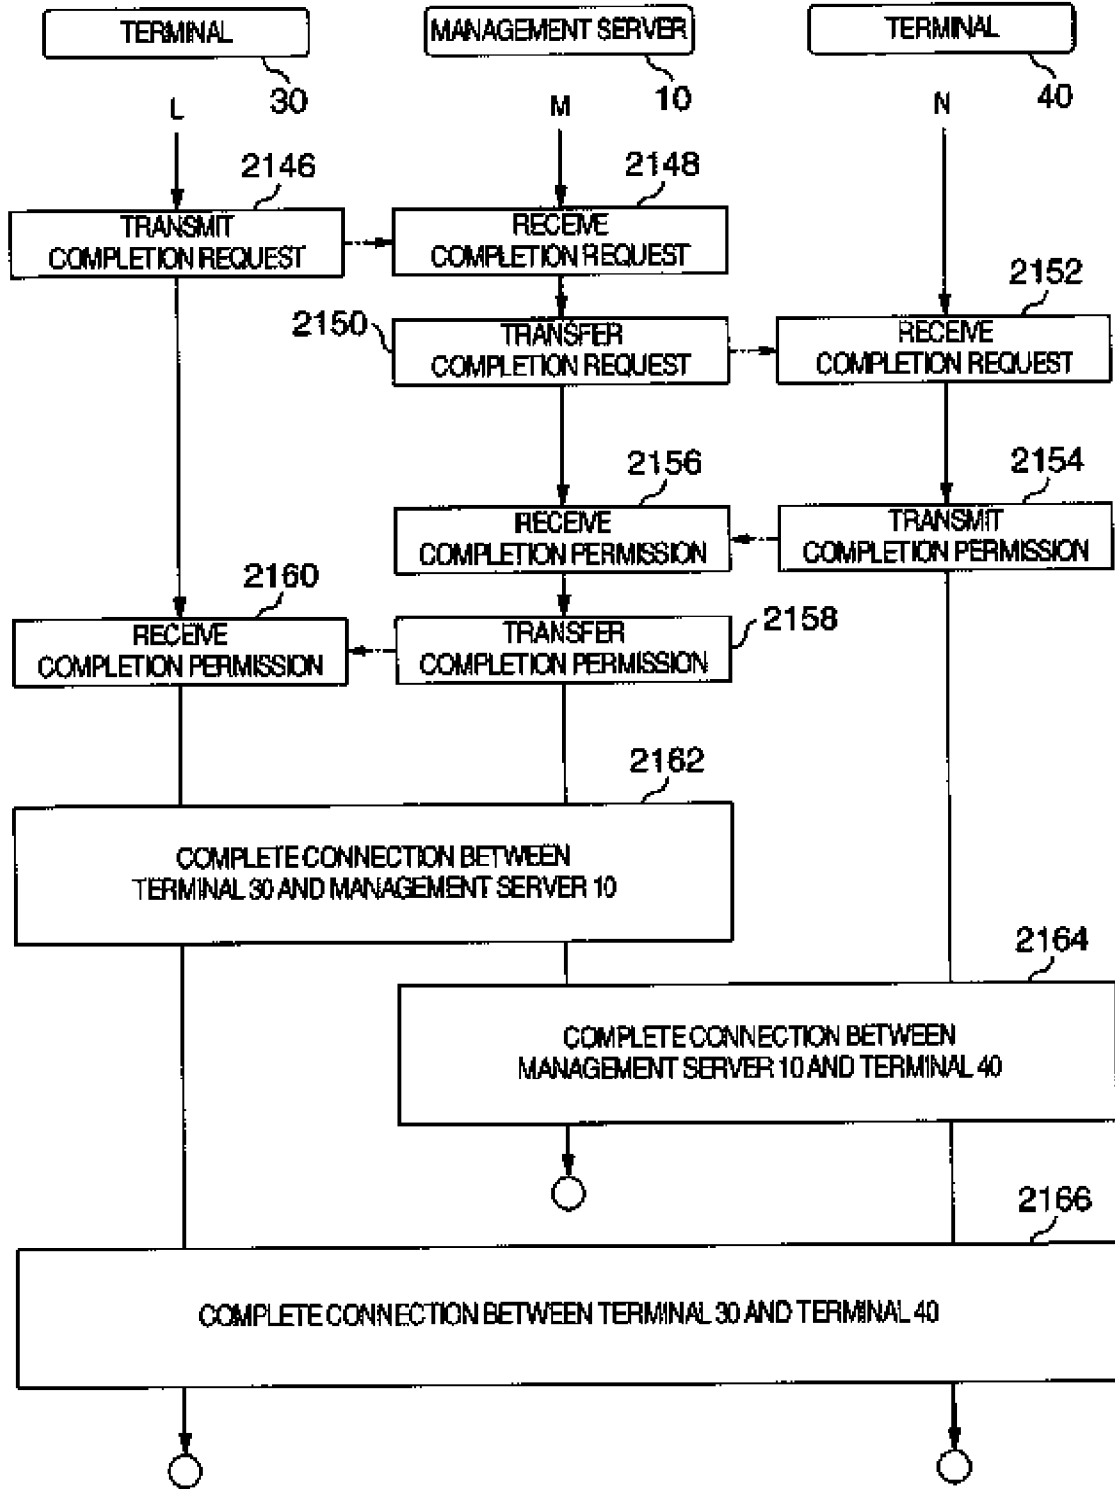 TERMINAL
MANAGEMENT SERVER
TERMINAL
30
10
40
L
M
N
2146
2148
TRANSMIT
COMPLETION REQUEST
RECEIVE
COMPLETION REQUEST
2152
2150
TRANSFER
COMPLETION REQUEST
RECEIVE
COMPLETION REQUEST
2156
2154
RECEIVE
COMPLETION PERMISSION
TRANSMIT
COMPLETION PERMISSION
2160
2158
RECEIVE
COMPLETION PERMISSION
TRANSFER
COMPLETION PERMISSION
2162
COMPLETE CONNECTION BETWEEN
TERMINAL 30 AND MANAGEMENT SERVER 10
2164
COMPLETE CONNECTION BETWEEN
MANAGEMENT SERVER 10 AND TERMINAL 40
2166
COMPLETE CONNECTION BETWEEN TERMINAL 30 AND TERMINAL 40